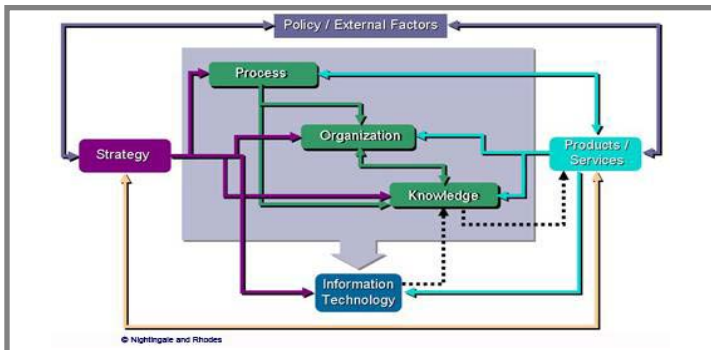 Policy / External Factors
Process
Organization
Strategy
Products /
Services
Knowledge
Information
Technology
© Nightingale and Rhodes